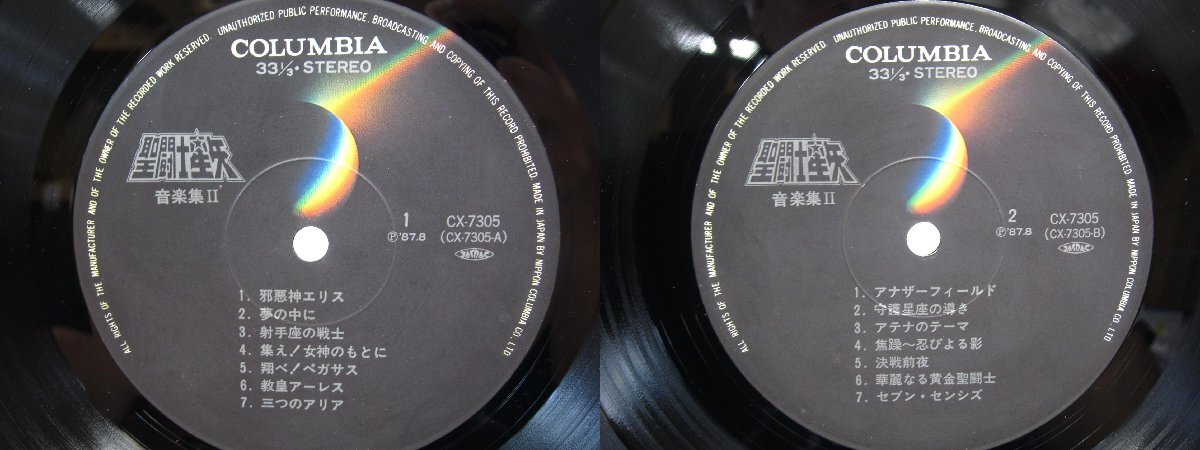 ALL RIGHTS OF THE MANUFACTURER AND OF THE OWNER OF THE RECORDED WORK RESERVED. UNAUTHORIZED PUBLIC PERFORMANCE. BROADCASTING AND COPYING OF THIS RECORD PROHIBITED. MADE IN JAPAN BY NIPPON COLUMBIA CO., LTD.
COLUMBIA
33 1/3・STEREO
聖闘士星矢
音楽集II
1
CX-7305
Ⓟ'87.8
(CX-7305-A)
1. 邪悪神エリス
2. 夢の中に
3. 射手座の戦士
4. 集え!女神のもとに
5. 翔べ!ペガサス
6. 教皇アーレス
7. 三つのアリア
ALL RIGHTS OF THE MANUFACTURER AND OF THE OWNER OF THE RECORDED WORK RESERVED. UNAUTHORIZED PUBLIC PERFORMANCE. BROADCASTING AND COPYING OF THIS RECORD PROHIBITED. MADE IN JAPAN BY NIPPON COLUMBIA CO., LTD.
COLUMBIA
33 1/3・STEREO
聖闘士星矢
音楽集II
2
CX-7305
Ⓟ'87.8
(CX-7305-B)
1. アナザーフィールド
2. 守護星座の導き
3. アテナのテーマ
4. 焦躁〜忍びよる影
5. 決戦前夜
6. 華麗なる黄金聖闘士
7. セブン・センシズ